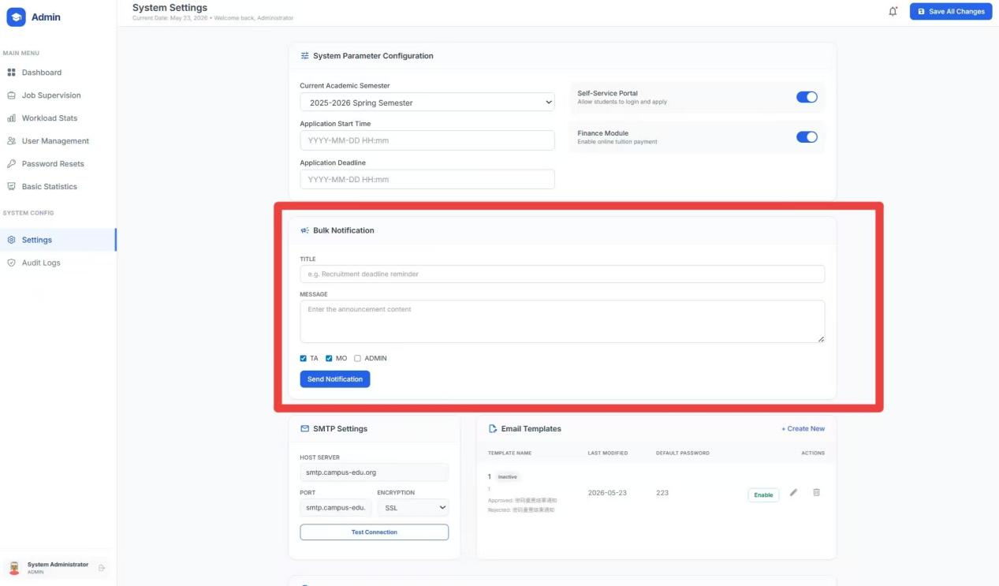 Admin
MAIN MENU
Dashboard
Job Supervision
Workload Stats
User Management
Password Resets
Basic Statistics
SYSTEM CONFIG
Settings
Audit Logs
System Administrator
ADMIN
System Settings
Current Date: May 23, 2026 • Welcome back, Administrator
Save All Changes
System Parameter Configuration
Current Academic Semester
2025-2026 Spring Semester
Application Start Time
YYYY-MM-DD HH:mm
Application Deadline
YYYY-MM-DD HH:mm
Self-Service Portal
Allow students to login and apply
Finance Module
Enable online tuition payment
Bulk Notification
TITLE
e.g. Recruitment deadline reminder
MESSAGE
Enter the announcement content
TA MO ADMIN
Send Notification
SMTP Settings
HOST SERVER
smtp.campus-edu.org
PORT ENCRYPTION
smtp.campus-edu. SSL
Test Connection
Email Templates + Create New
TEMPLATE NAME LAST MODIFIED DEFAULT PASSWORD ACTIONS
1 Inactive
1
Approved: 密码重置结果通知
Rejected: 密码重置结果通知
2026-05-23 223 Enable